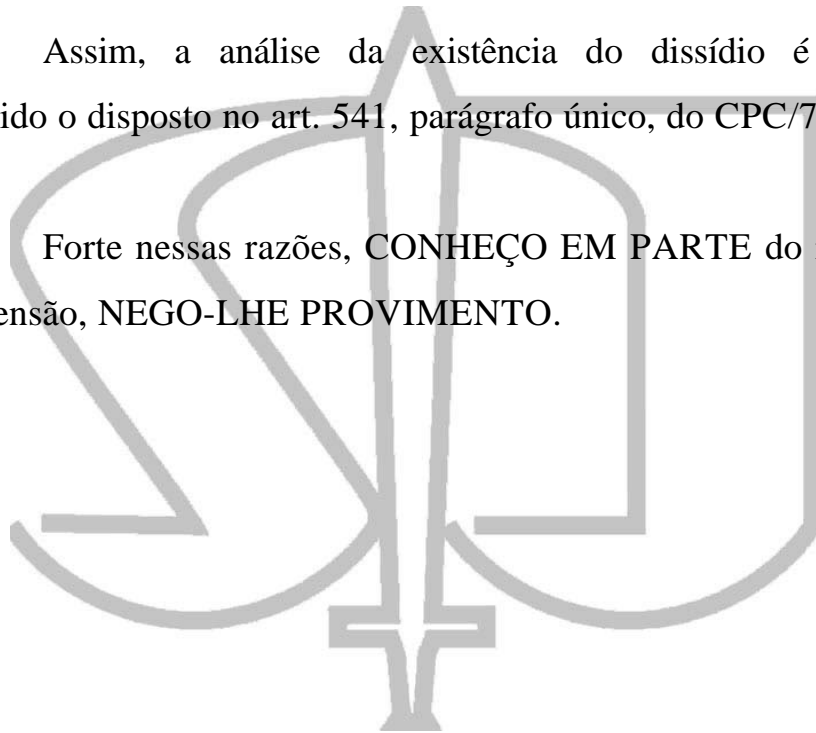 Assim, a análise da existência do dissídio é
ido o disposto no art. 541, parágrafo único, do CPC/7
Forte nessas razões, CONHEÇO EM PARTE do
ensão, NEGO-LHE PROVIMENTO.